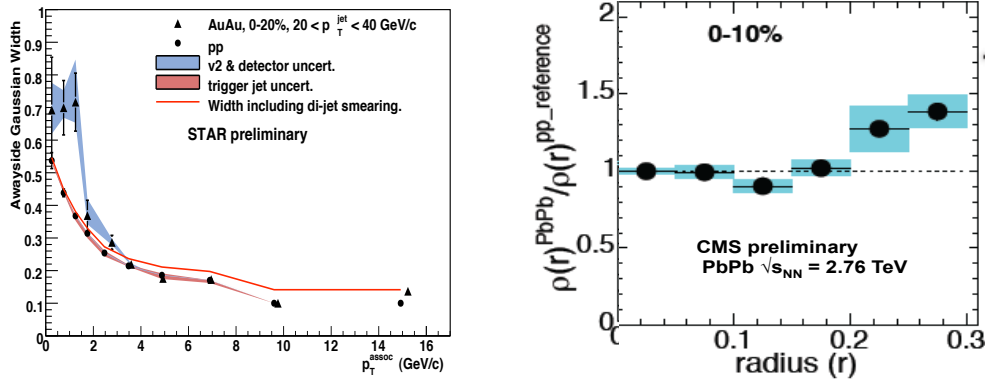 AuAu, 0-20%, 20 < p_T^jet < 40 GeV/c
pp
v2 & detector uncert.
trigger jet uncert.
Width including di-jet smearing.
STAR preliminary
Awayside Gaussian Width
1
0.9
0.8
0.7
0.6
0.5
0.4
0.3
0.2
0.1
0
0 2 4 6 8 10 12 14 16
p_T^assoc (GeV/c)
0-10%
ρ(r)^PbPb/ρ(r)^pp_reference
2
1.5
1
0.5
0
CMS preliminary
PbPb √s_NN = 2.76 TeV
0.1 0.2 0.3
radius (r)